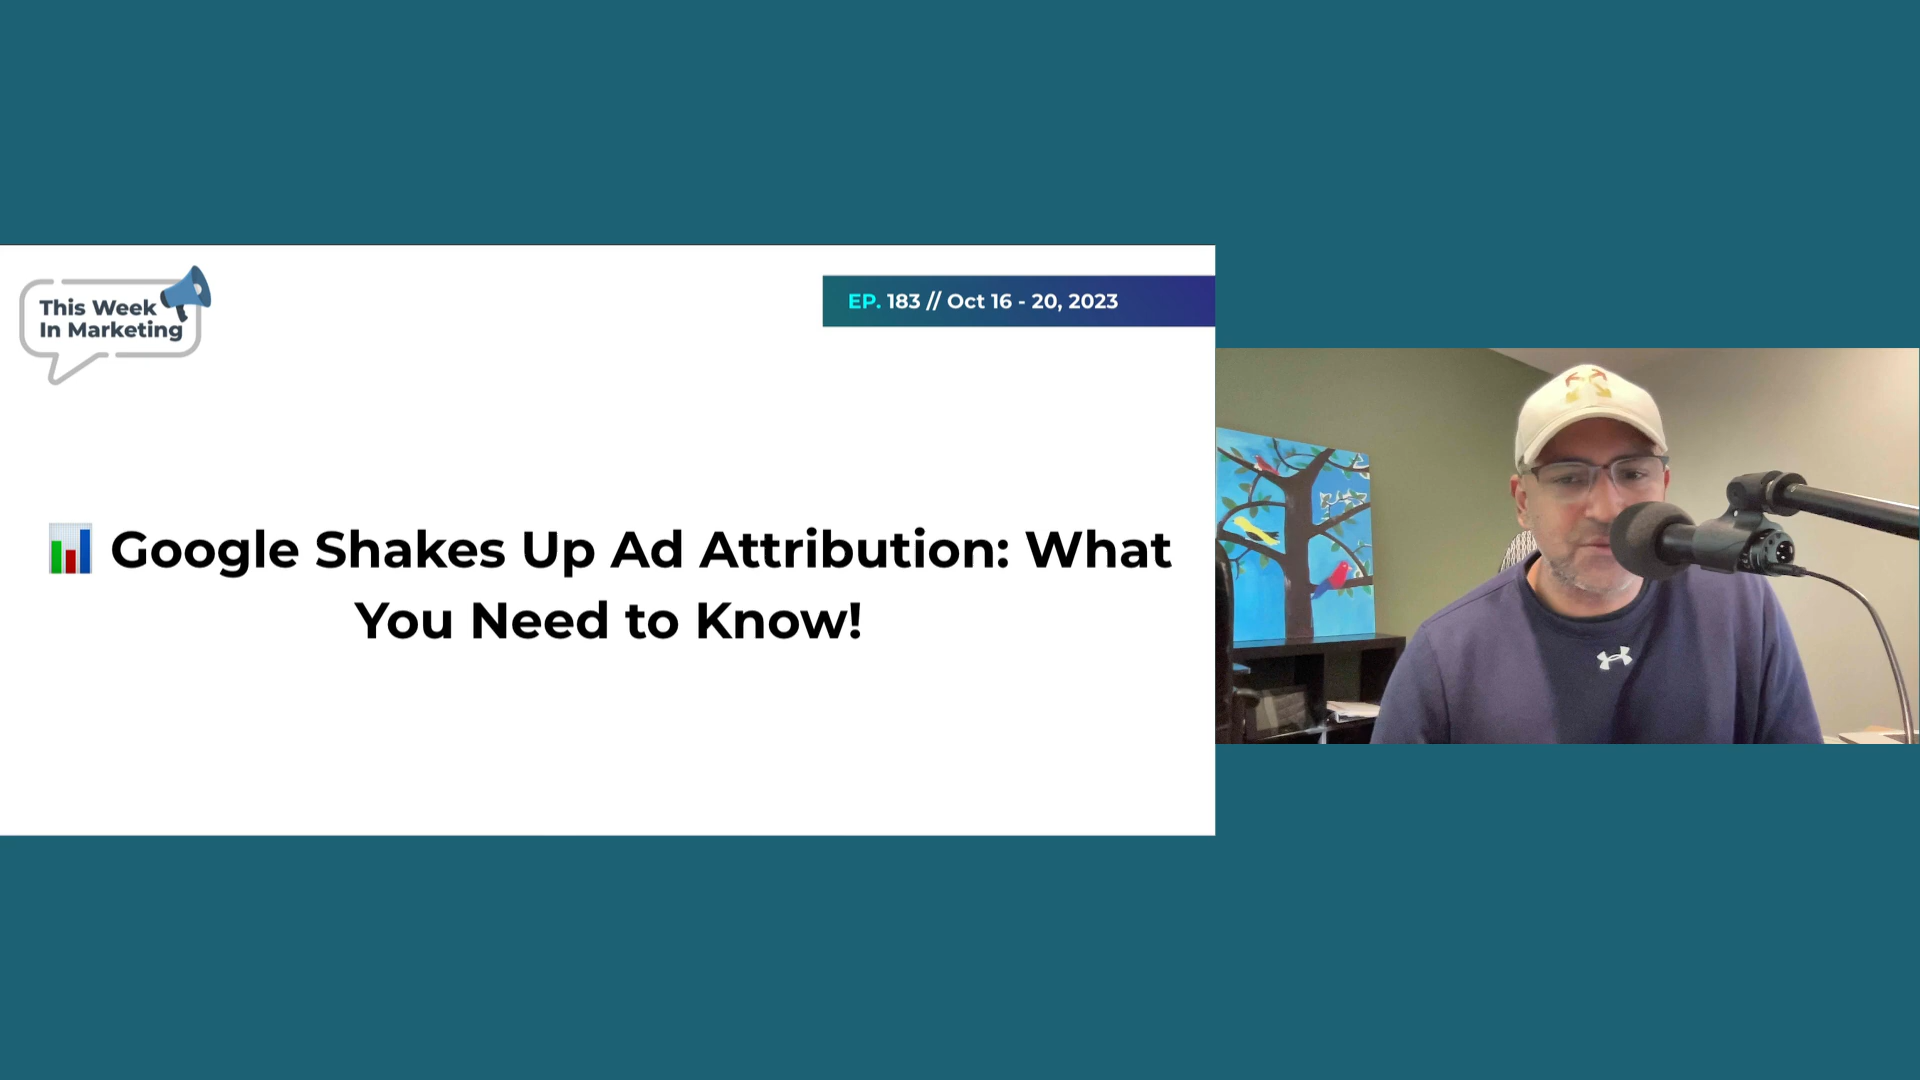 This Week
In Marketing
EP. 183 // Oct 16 - 20, 2023
📊 Google Shakes Up Ad Attribution: What
You Need to Know!